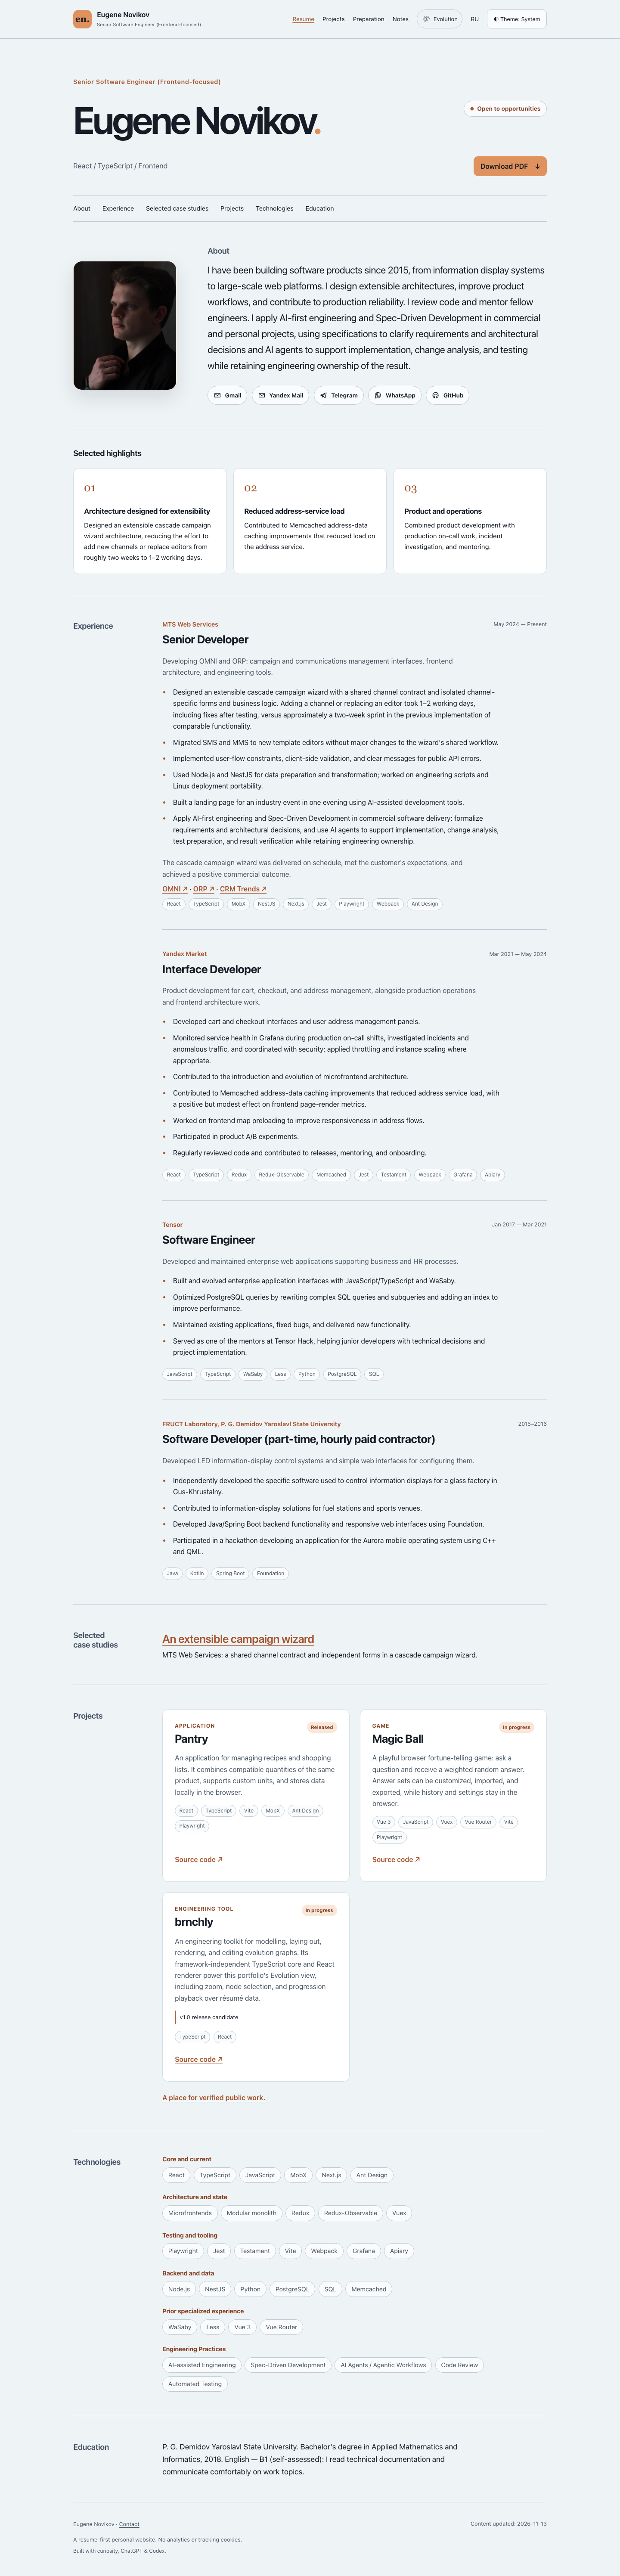 en.
Eugene Novikov
Senior Software Engineer (Frontend-focused)
Resume Projects Preparation Notes Evolution RU Theme: System
Senior Software Engineer (Frontend-focused)
Eugene Novikov.
Open to opportunities
React / TypeScript / Frontend
Download PDF ↓
About Experience Selected case studies Projects Technologies Education
About
I have been building software products since 2015, from information display systems
to large-scale web platforms. I design extensible architectures, improve product
workflows, and contribute to production reliability. I review code and mentor fellow
engineers. I apply AI-first engineering and Spec-Driven Development in commercial
and personal projects, using specifications to clarify requirements and architectural
decisions and AI agents to support implementation, change analysis, and testing
while retaining engineering ownership of the result.
Gmail Yandex Mail Telegram WhatsApp GitHub
Selected highlights
01
Architecture designed for extensibility
Designed an extensible cascade campaign
wizard architecture, reducing the effort to
add new channels or replace editors from
roughly two weeks to 1–2 working days.
02
Reduced address-service load
Contributed to Memcached address-data
caching improvements that reduced load on
the address service.
03
Product and operations
Combined product development with
production on-call work, incident
investigation, and mentoring.
Experience
MTS Web Services
May 2024 — Present
Senior Developer
Developing OMNI and ORP: campaign and communications management interfaces, frontend
architecture, and engineering tools.
• Designed an extensible cascade campaign wizard with a shared channel contract and isolated channel-
specific forms and business logic. Adding a channel or replacing an editor took 1–2 working days,
including fixes after testing, versus approximately a two-week sprint in the previous implementation of
comparable functionality.
• Migrated SMS and MMS to new template editors without major changes to the wizard's shared workflow.
• Implemented user-flow constraints, client-side validation, and clear messages for public API errors.
• Used Node.js and NestJS for data preparation and transformation; worked on engineering scripts and
Linux deployment portability.
• Built a landing page for an industry event in one evening using AI-assisted development tools.
• Apply AI-first engineering and Spec-Driven Development in commercial software delivery: formalize
requirements and architectural decisions, and use AI agents to support implementation, change analysis,
test preparation, and result verification while retaining engineering ownership.
The cascade campaign wizard was delivered on schedule, met the customer's expectations, and
achieved a positive commercial outcome.
OMNI ↗ · ORP ↗ · CRM Trends ↗
React TypeScript MobX NestJS Next.js Jest Playwright Webpack Ant Design
Yandex Market
Mar 2021 — May 2024
Interface Developer
Product development for cart, checkout, and address management, alongside production operations
and frontend architecture work.
• Developed cart and checkout interfaces and user address management panels.
• Monitored service health in Grafana during production on-call shifts, investigated incidents and
anomalous traffic, and coordinated with security; applied throttling and instance scaling where
appropriate.
• Contributed to the introduction and evolution of microfrontend architecture.
• Contributed to Memcached address-data caching improvements that reduced address service load, with
a positive but modest effect on frontend page-render metrics.
• Worked on frontend map preloading to improve responsiveness in address flows.
• Participated in product A/B experiments.
• Regularly reviewed code and contributed to releases, mentoring, and onboarding.
React TypeScript Redux Redux-Observable Memcached Jest Testament Webpack Grafana Apiary
Tensor
Jan 2017 — Mar 2021
Software Engineer
Developed and maintained enterprise web applications supporting business and HR processes.
• Built and evolved enterprise application interfaces with JavaScript/TypeScript and WaSaby.
• Optimized PostgreSQL queries by rewriting complex SQL queries and subqueries and adding an index to
improve performance.
• Maintained existing applications, fixed bugs, and delivered new functionality.
• Served as one of the mentors at Tensor Hack, helping junior developers with technical decisions and
project implementation.
JavaScript TypeScript WaSaby Less Python PostgreSQL SQL
FRUCT Laboratory, P. G. Demidov Yaroslavl State University
2015–2016
Software Developer (part-time, hourly paid contractor)
Developed LED information-display control systems and simple web interfaces for configuring them.
• Independently developed the specific software used to control information displays for a glass factory in
Gus-Khrustalny.
• Contributed to information-display solutions for fuel stations and sports venues.
• Developed Java/Spring Boot backend functionality and responsive web interfaces using Foundation.
• Participated in a hackathon developing an application for the Aurora mobile operating system using C++
and QML.
Java Kotlin Spring Boot Foundation
Selected
case studies
An extensible campaign wizard
MTS Web Services: a shared channel contract and independent forms in a cascade campaign wizard.
Projects
APPLICATION
Released
Pantry
An application for managing recipes and shopping
lists. It combines compatible quantities of the same
product, supports custom units, and stores data
locally in the browser.
React TypeScript Vite MobX Ant Design
Playwright
Source code ↗
GAME
In progress
Magic Ball
A playful browser fortune-telling game: ask a
question and receive a weighted random answer.
Answer sets can be customized, imported, and
exported, while history and settings stay in the
browser.
Vue 3 JavaScript Vuex Vue Router Vite
Playwright
Source code ↗
ENGINEERING TOOL
In progress
brnchly
An engineering toolkit for modelling, laying out,
rendering, and editing evolution graphs. Its
framework-independent TypeScript core and React
renderer power this portfolio's Evolution view,
including zoom, node selection, and progression
playback over résumé data.
v1.0 release candidate
TypeScript React
Source code ↗
A place for verified public work.
Technologies
Core and current
React TypeScript JavaScript MobX Next.js Ant Design
Architecture and state
Microfrontends Modular monolith Redux Redux-Observable Vuex
Testing and tooling
Playwright Jest Testament Vite Webpack Grafana Apiary
Backend and data
Node.js NestJS Python PostgreSQL SQL Memcached
Prior specialized experience
WaSaby Less Vue 3 Vue Router
Engineering Practices
AI-assisted Engineering Spec-Driven Development AI Agents / Agentic Workflows Code Review
Automated Testing
Education
P. G. Demidov Yaroslavl State University. Bachelor's degree in Applied Mathematics and
Informatics, 2018. English — B1 (self-assessed): I read technical documentation and
communicate comfortably on work topics.
Eugene Novikov · Contact
Content updated: 2026-11-13
A resume-first personal website. No analytics or tracking cookies.
Built with curiosity, ChatGPT & Codex.